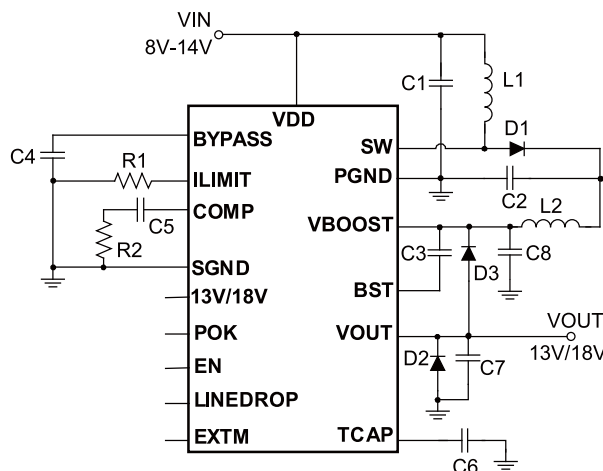 VIN
8V-14V
VDD
BYPASS
C4
R1
ILIMIT
COMP
C5
R2
SGND
13V/18V
POK
EN
LINEDROP
EXTM
C1
L1
SW
D1
PGND
C2
L2
VBOOST
C3
D3
C8
BST
VOUT
VOUT
13V/18V
D2
C7
TCAP
C6